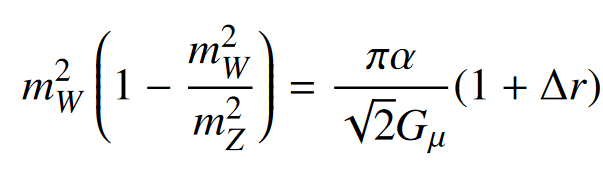 m_W^2 \left( 1 - \frac{m_W^2}{m_Z^2} \right) = \frac{\pi\alpha}{\sqrt{2}G_\mu} (1 + \Delta r)